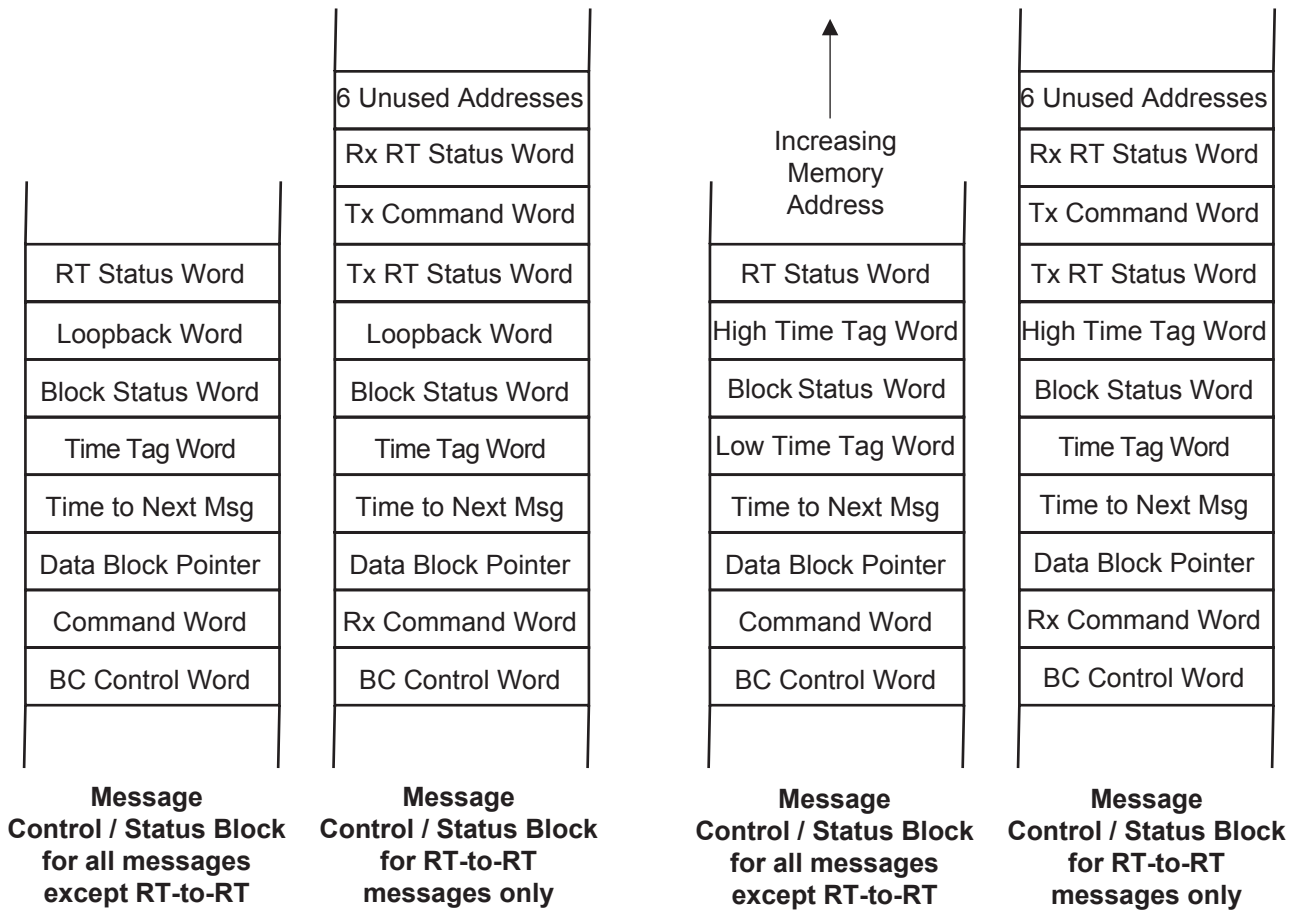 RT Status Word
Loopback Word
Block Status Word
Time Tag Word
Time to Next Msg
Data Block Pointer
Command Word
BC Control Word
Message
Control / Status Block
for all messages
except RT-to-RT
6 Unused Addresses
Rx RT Status Word
Tx Command Word
Tx RT Status Word
Loopback Word
Block Status Word
Time Tag Word
Time to Next Msg
Data Block Pointer
Rx Command Word
BC Control Word
Message
Control / Status Block
for RT-to-RT
messages only
Increasing
Memory
Address
RT Status Word
High Time Tag Word
Block Status Word
Low Time Tag Word
Time to Next Msg
Data Block Pointer
Command Word
BC Control Word
Message
Control / Status Block
for all messages
except RT-to-RT
6 Unused Addresses
Rx RT Status Word
Tx Command Word
Tx RT Status Word
High Time Tag Word
Block Status Word
Time Tag Word
Time to Next Msg
Data Block Pointer
Rx Command Word
BC Control Word
Message
Control / Status Block
for RT-to-RT
messages only